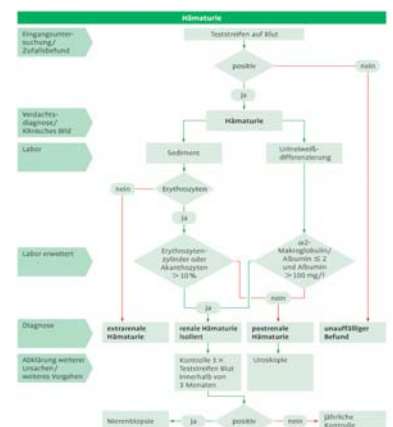 Hämaturie
Eingangsunter-
suchung/
Zufallsbefund
Teststreifen auf Blut
positiv
nein
ja
Verdachts-
diagnose/
Klinisches Bild
Hämaturie
Labor
Sediment
Urineiweiß-
differenzierung
nein
Erythrozyten
ja
Labor erweitert
Erythrozyten-
zylinder oder
Akanthozyten
> 10%
α2-
Makroglobulin/
Albumin ≤ 2
und Albumin
> 100 mg/l
nein
ja
Diagnose
extrarenale
Hämaturie
renale Hämaturie
isoliert
postrenale
Hämaturie
unauffälliger
Befund
Abklärung weiterer
Ursachen/
weiteres Vorgehen
Kontrolle 3 ×
Teststreifen Blut
innerhalb von
3 Monaten
Uroskopie
Nierenbiopsie
ja
positiv
nein
jährliche
Kontrolle